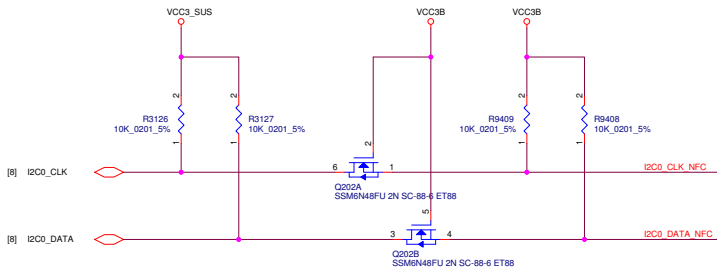 VCC3_SUS
VCC3B
VCC3B
2
2
2
2
R3126
10K_0201_5%
R3127
10K_0201_5%
R9409
10K_0201_5%
R9408
10K_0201_5%
1
1
1
1
2
[8] I2C0_CLK
6
1
I2C0_CLK_NFC
Q202A
SSM6N48FU 2N SC-88-6 ET88
5
[8] I2C0_DATA
3
4
I2C0_DATA_NFC
Q202B
SSM6N48FU 2N SC-88-6 ET88